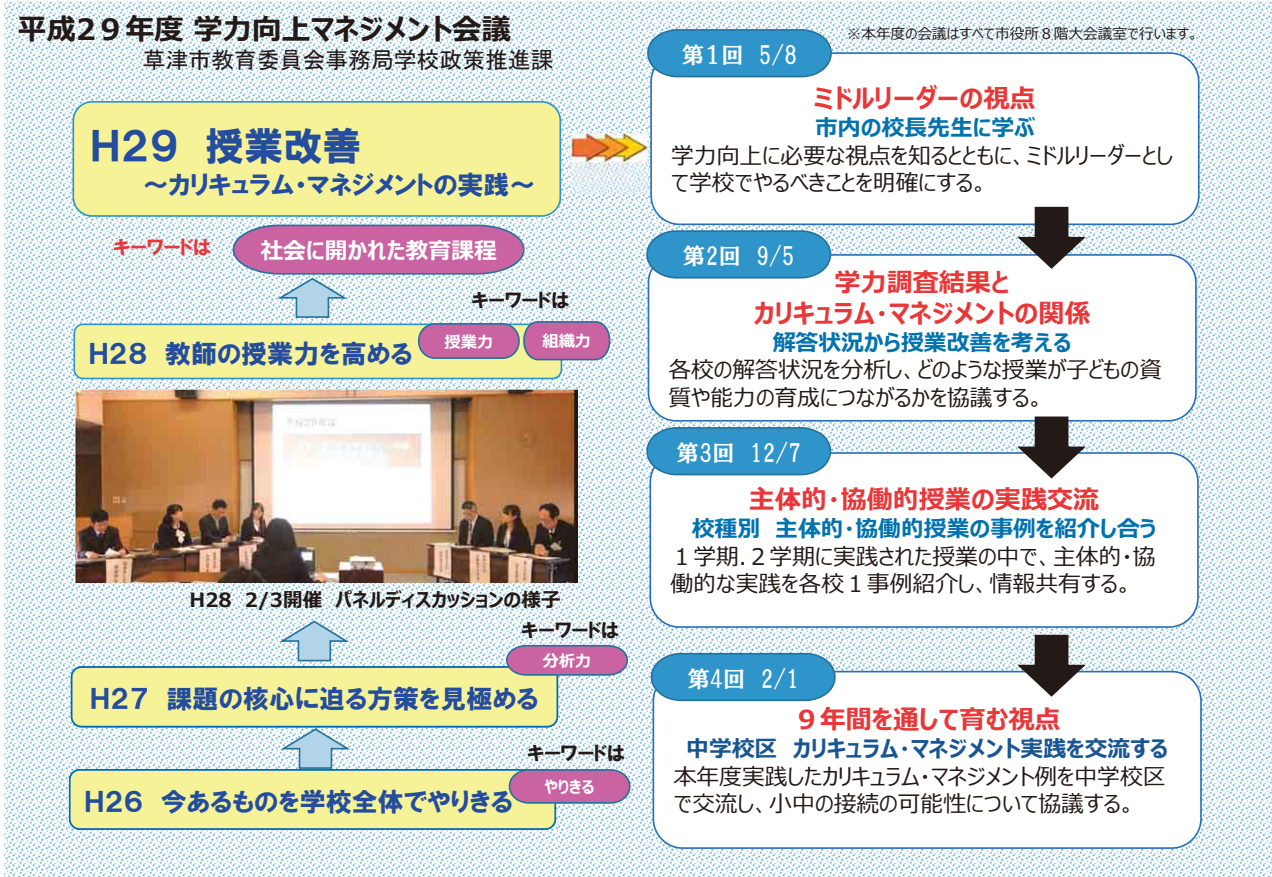 平成29年度 学力向上マネジメント会議
草津市教育委員会事務局学校政策推進課
H29 授業改善
～カリキュラム・マネジメントの実践～
キーワードは
社会に開かれた教育課程
キーワードは
H28 教師の授業力を高める
授業力
組織力
H28 2/3開催 パネルディスカッションの様子
キーワードは
分析力
H27 課題の核心に迫る方策を見極める
キーワードは
やりきる
H26 今あるものを学校全体でやりきる
※本年度の会議はすべて市役所8階大会議室で行います。
第1回 5/8
ミドルリーダーの視点
市内の校長先生に学ぶ
学力向上に必要な視点を知るとともに、ミドルリーダーとし
て学校でやるべきことを明確にする。
第2回 9/5
学力調査結果と
カリキュラム・マネジメントの関係
解答状況から授業改善を考える
各校の解答状況を分析し、どのような授業が子どもの資
質や能力の育成につながるかを協議する。
第3回 12/7
主体的・協働的授業の実践交流
校種別 主体的・協働的授業の事例を紹介し合う
1学期.2学期に実践された授業の中で、主体的・協
働的な実践を各校1事例紹介し、情報共有する。
第4回 2/1
9年間を通して育む視点
中学校区 カリキュラム・マネジメント実践を交流する
本年度実践したカリキュラム・マネジメント例を中学校区
で交流し、小中の接続の可能性について協議する。